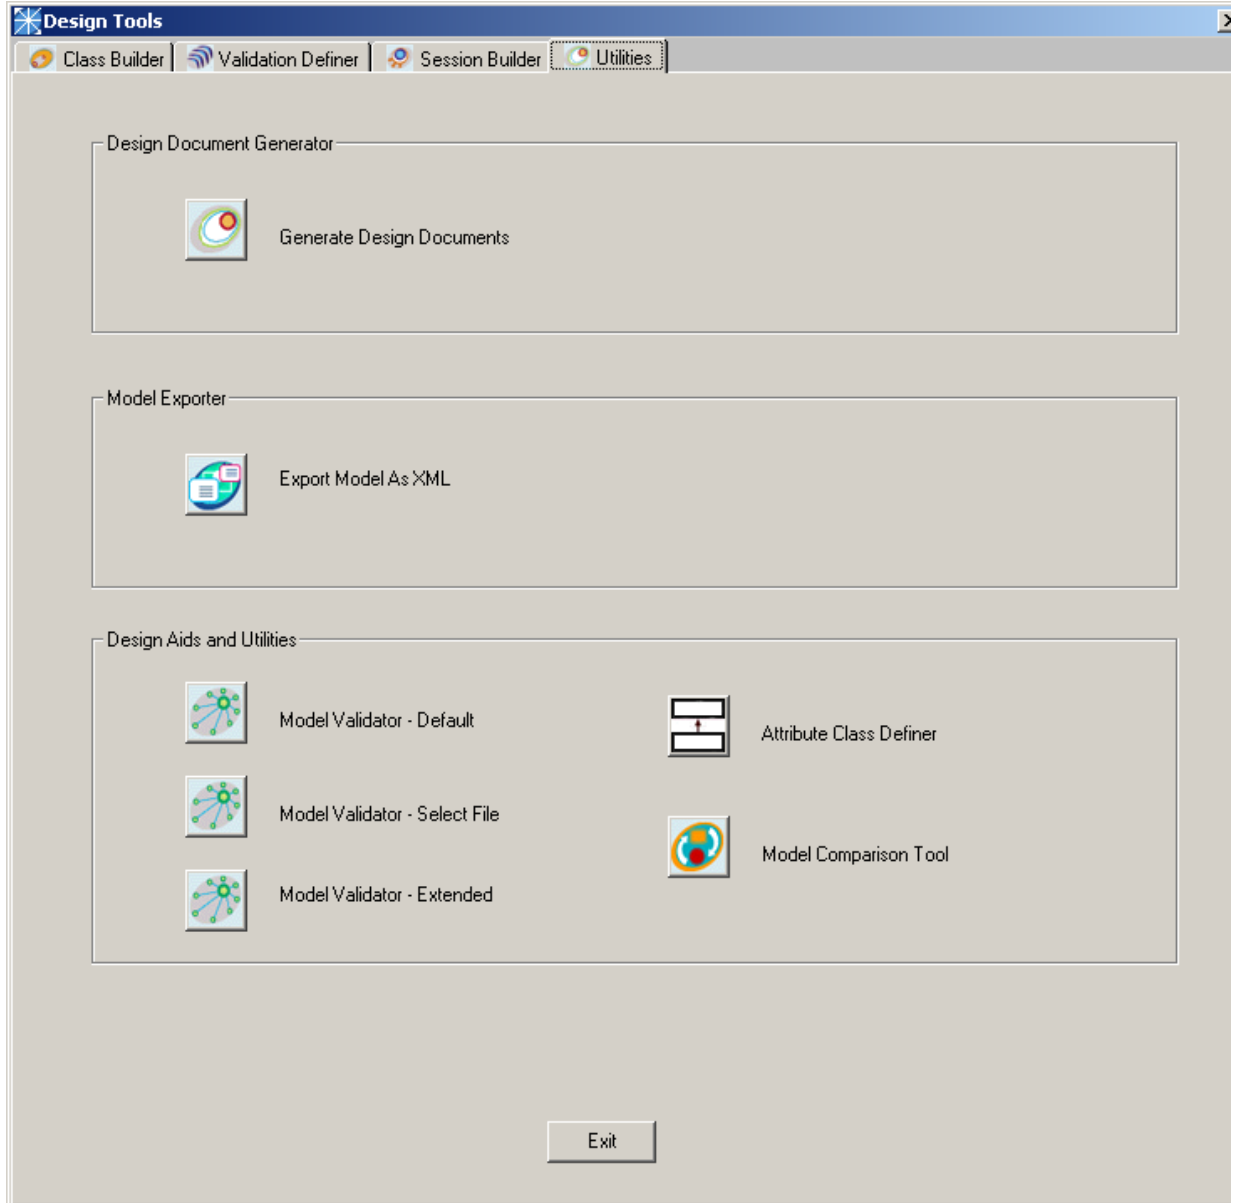 Design Tools
Class Builder Validation Definer Session Builder Utilities
Design Document Generator
Generate Design Documents
Model Exporter
Export Model As XML
Design Aids and Utilities
Model Validator - Default
Attribute Class Definer
Model Validator - Select File
Model Comparison Tool
Model Validator - Extended
Exit